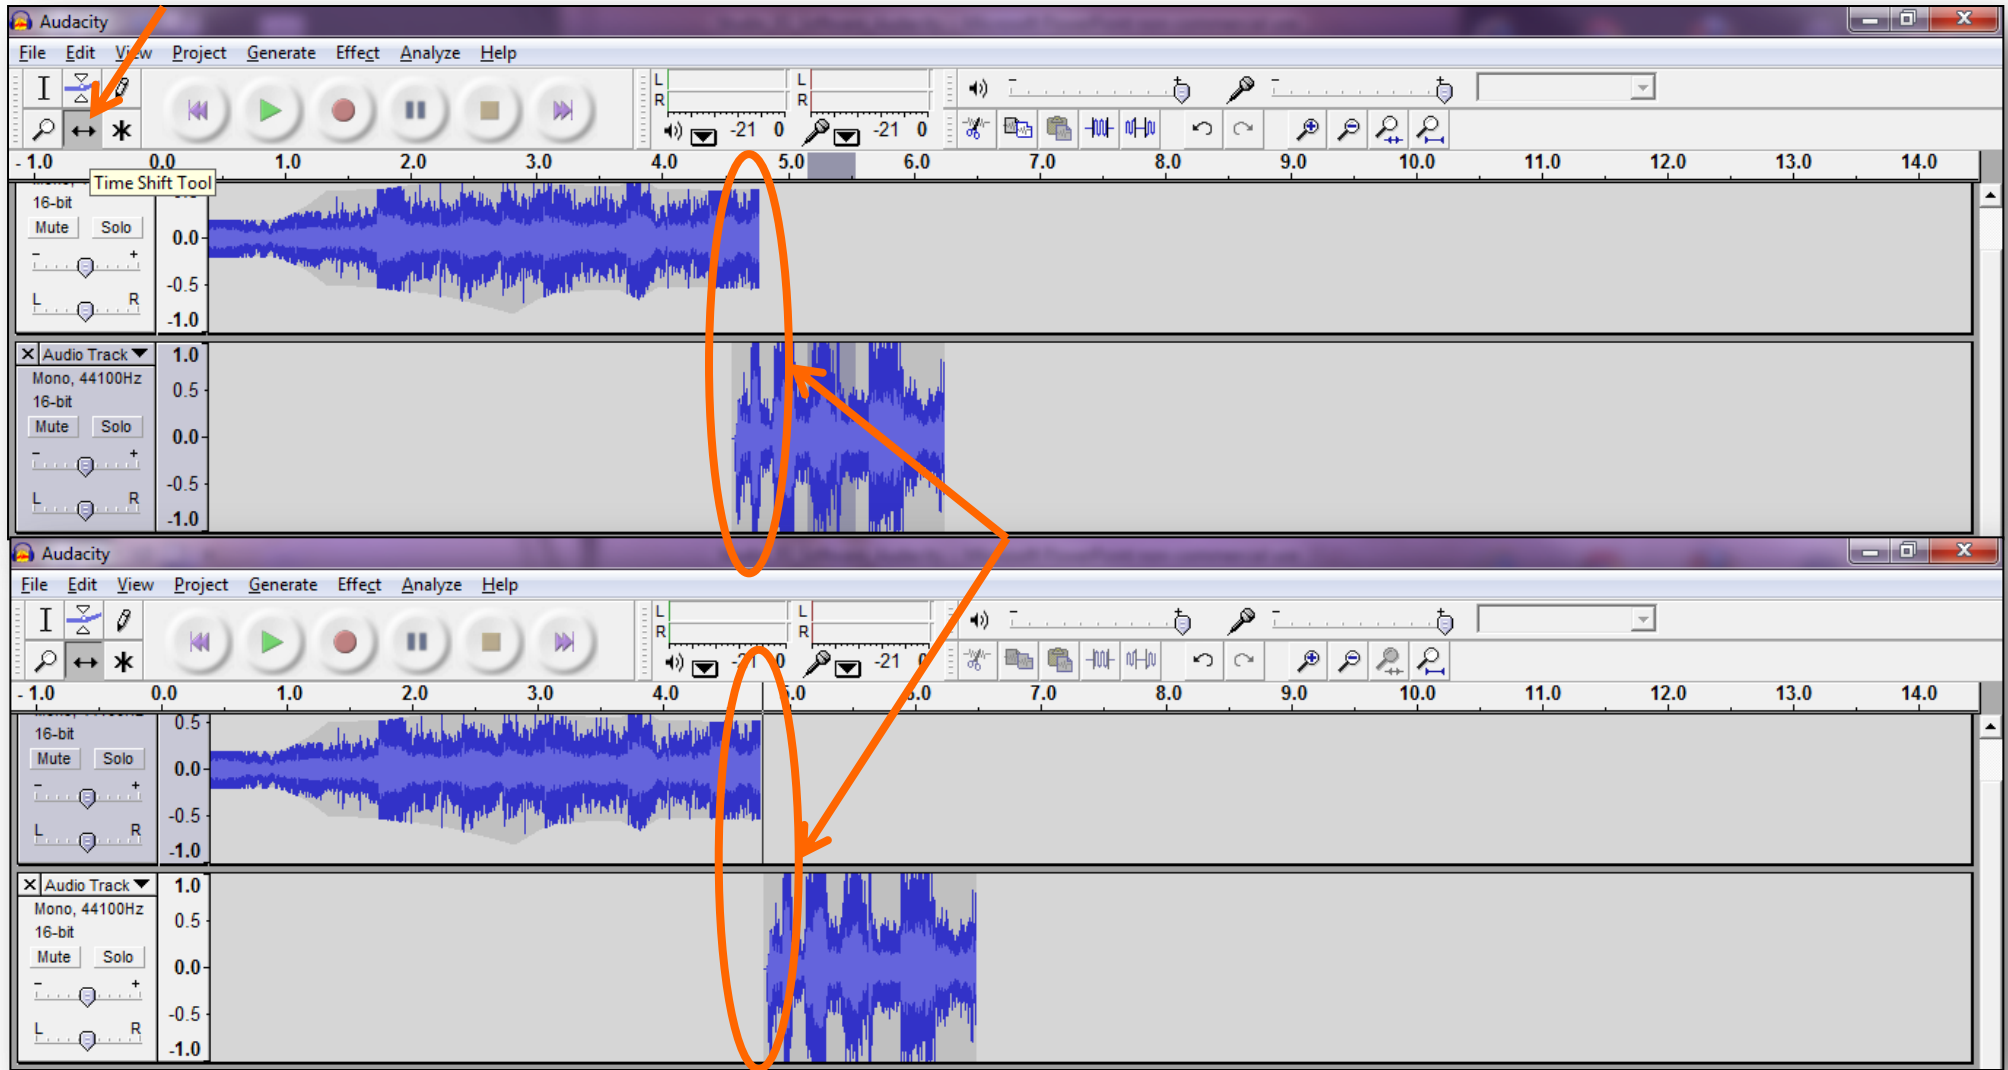 Audacity
File Edit View Project Generate Effect Analyze Help
L L
R R
-21 0 -21 0
- 1.0 0.0 1.0 2.0 3.0 4.0 5.0 6.0 7.0 8.0 9.0 10.0 11.0 12.0 13.0 14.0
Time Shift Tool
16-bit
Mute Solo 0.0
- +
-0.5
L R
-1.0
Audio Track 1.0
Mono, 44100Hz
0.5
16-bit
Mute Solo 0.0
- +
-0.5
L R
-1.0
Audacity
File Edit View Project Generate Effect Analyze Help
L L
R R
-21 0 -21 0
- 1.0 0.0 1.0 2.0 3.0 4.0 5.0 6.0 7.0 8.0 9.0 10.0 11.0 12.0 13.0 14.0
0.5
16-bit
Mute Solo 0.0
- +
-0.5
L R
-1.0
Audio Track 1.0
Mono, 44100Hz
0.5
16-bit
Mute Solo 0.0
- +
-0.5
L R
-1.0